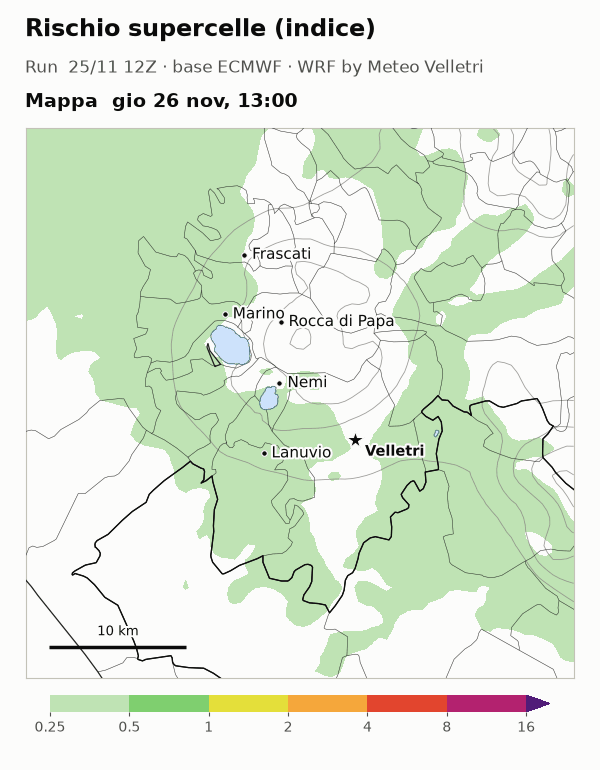 Rischio supercelle (indice)
Run  25/11 12Z · base ECMWF · WRF by Meteo Velletri
Mappa  gio 26 nov, 13:00
Frascati
Marino
Rocca di Papa
Nemi
Velletri
Lanuvio
10 km
0.25 0.5 1 2 4 8 16